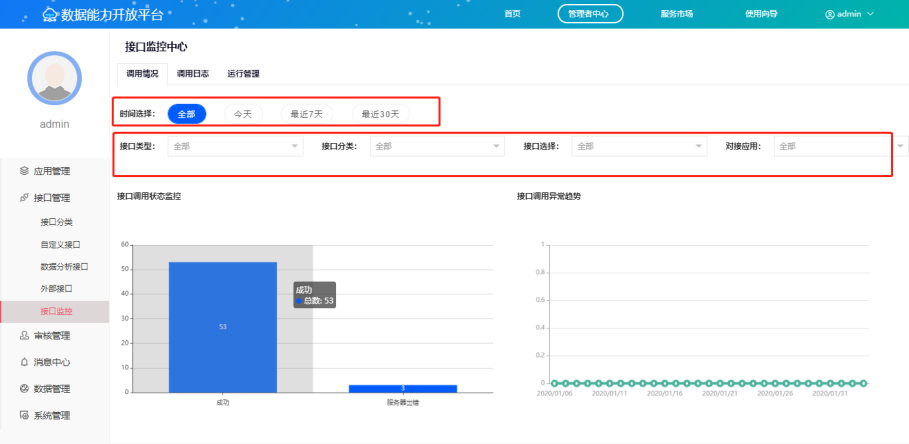 数据能力开放平台 首页 管理者中心 服务市场 使用向导 admin
接口监控中心
调用情况 调用日志 运行管理
时间选择: 全部 今天 最近7天 最近30天
admin
接口类型: 全部 接口分类: 全部 接口选择: 全部 对接应用: 全部
应用管理
接口管理
接口分类
自定义接口
数据分析接口
外部接口
接口监控
审核管理
消息中心
数据管理
系统管理
接口调用状态监控
60
50
40
30
20
10
0
成功
总数: 53
53
3
成功 服务器出错
接口调用异常趋势
1
0.8
0.6
0.4
0.2
0
2020/01/06 2020/01/11 2020/01/16 2020/01/21 2020/01/26 2020/01/31